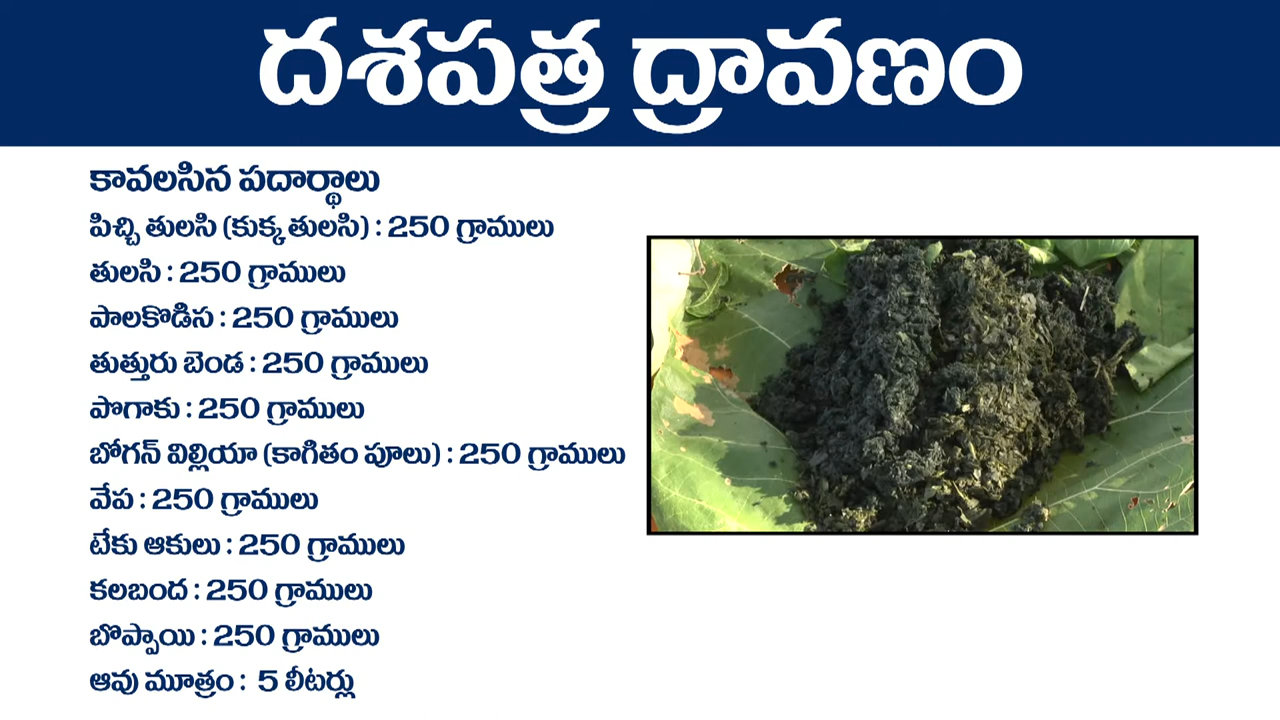 దశపత్ర ద్రావణం
కావలసిన పదార్థాలు
పిచ్చి తులసి (కుక్క తులసి) : 250 గ్రాములు
తులసి : 250 గ్రాములు
పాలకొడిస : 250 గ్రాములు
తుత్తురు బెండ : 250 గ్రాములు
పొగాకు : 250 గ్రాములు
బోగన్ విల్లియా (కాగితం పూలు) : 250 గ్రాములు
వేప : 250 గ్రాములు
టేకు ఆకులు : 250 గ్రాములు
కలబంద : 250 గ్రాములు
బొప్పాయి : 250 గ్రాములు
ఆవు మూత్రం : 5 లీటర్లు